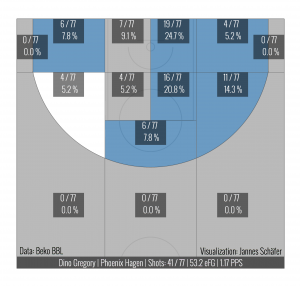 6 / 77
7.8 %
7 / 77
9.1 %
19 / 77
24.7 %
4 / 77
5.2 %
0 / 77
0.0 %
0 / 77
0.0 %
4 / 77
5.2 %
4 / 77
5.2 %
16 / 77
20.8 %
11 / 77
14.3 %
6 / 77
7.8 %
0 / 77
0.0 %
0 / 77
0.0 %
0 / 77
0.0 %
Data: Beko BBL
Visualization: Jannes Schäfer
Dino Gregory | Phoenix Hagen | Shots: 41 / 77 | 53.2 eFG | 1.17 PPS